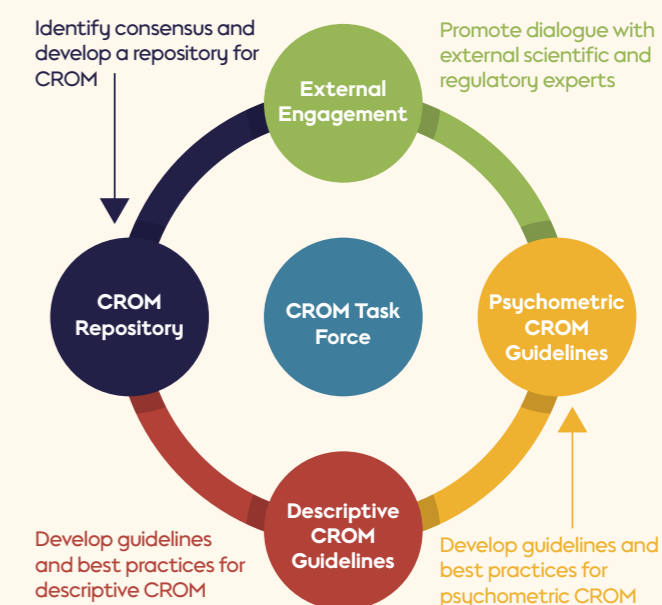 Identify consensus and
develop a repository for
CROM
Promote dialogue with
external scientific and
regulatory experts
External
Engagement
CROM
Repository
CROM Task
Force
Psychometric
CROM
Guidelines
Descriptive
CROM
Guidelines
Develop guidelines
and best practices for
descriptive CROM
Develop guidelines and
best practices for
psychometric CROM